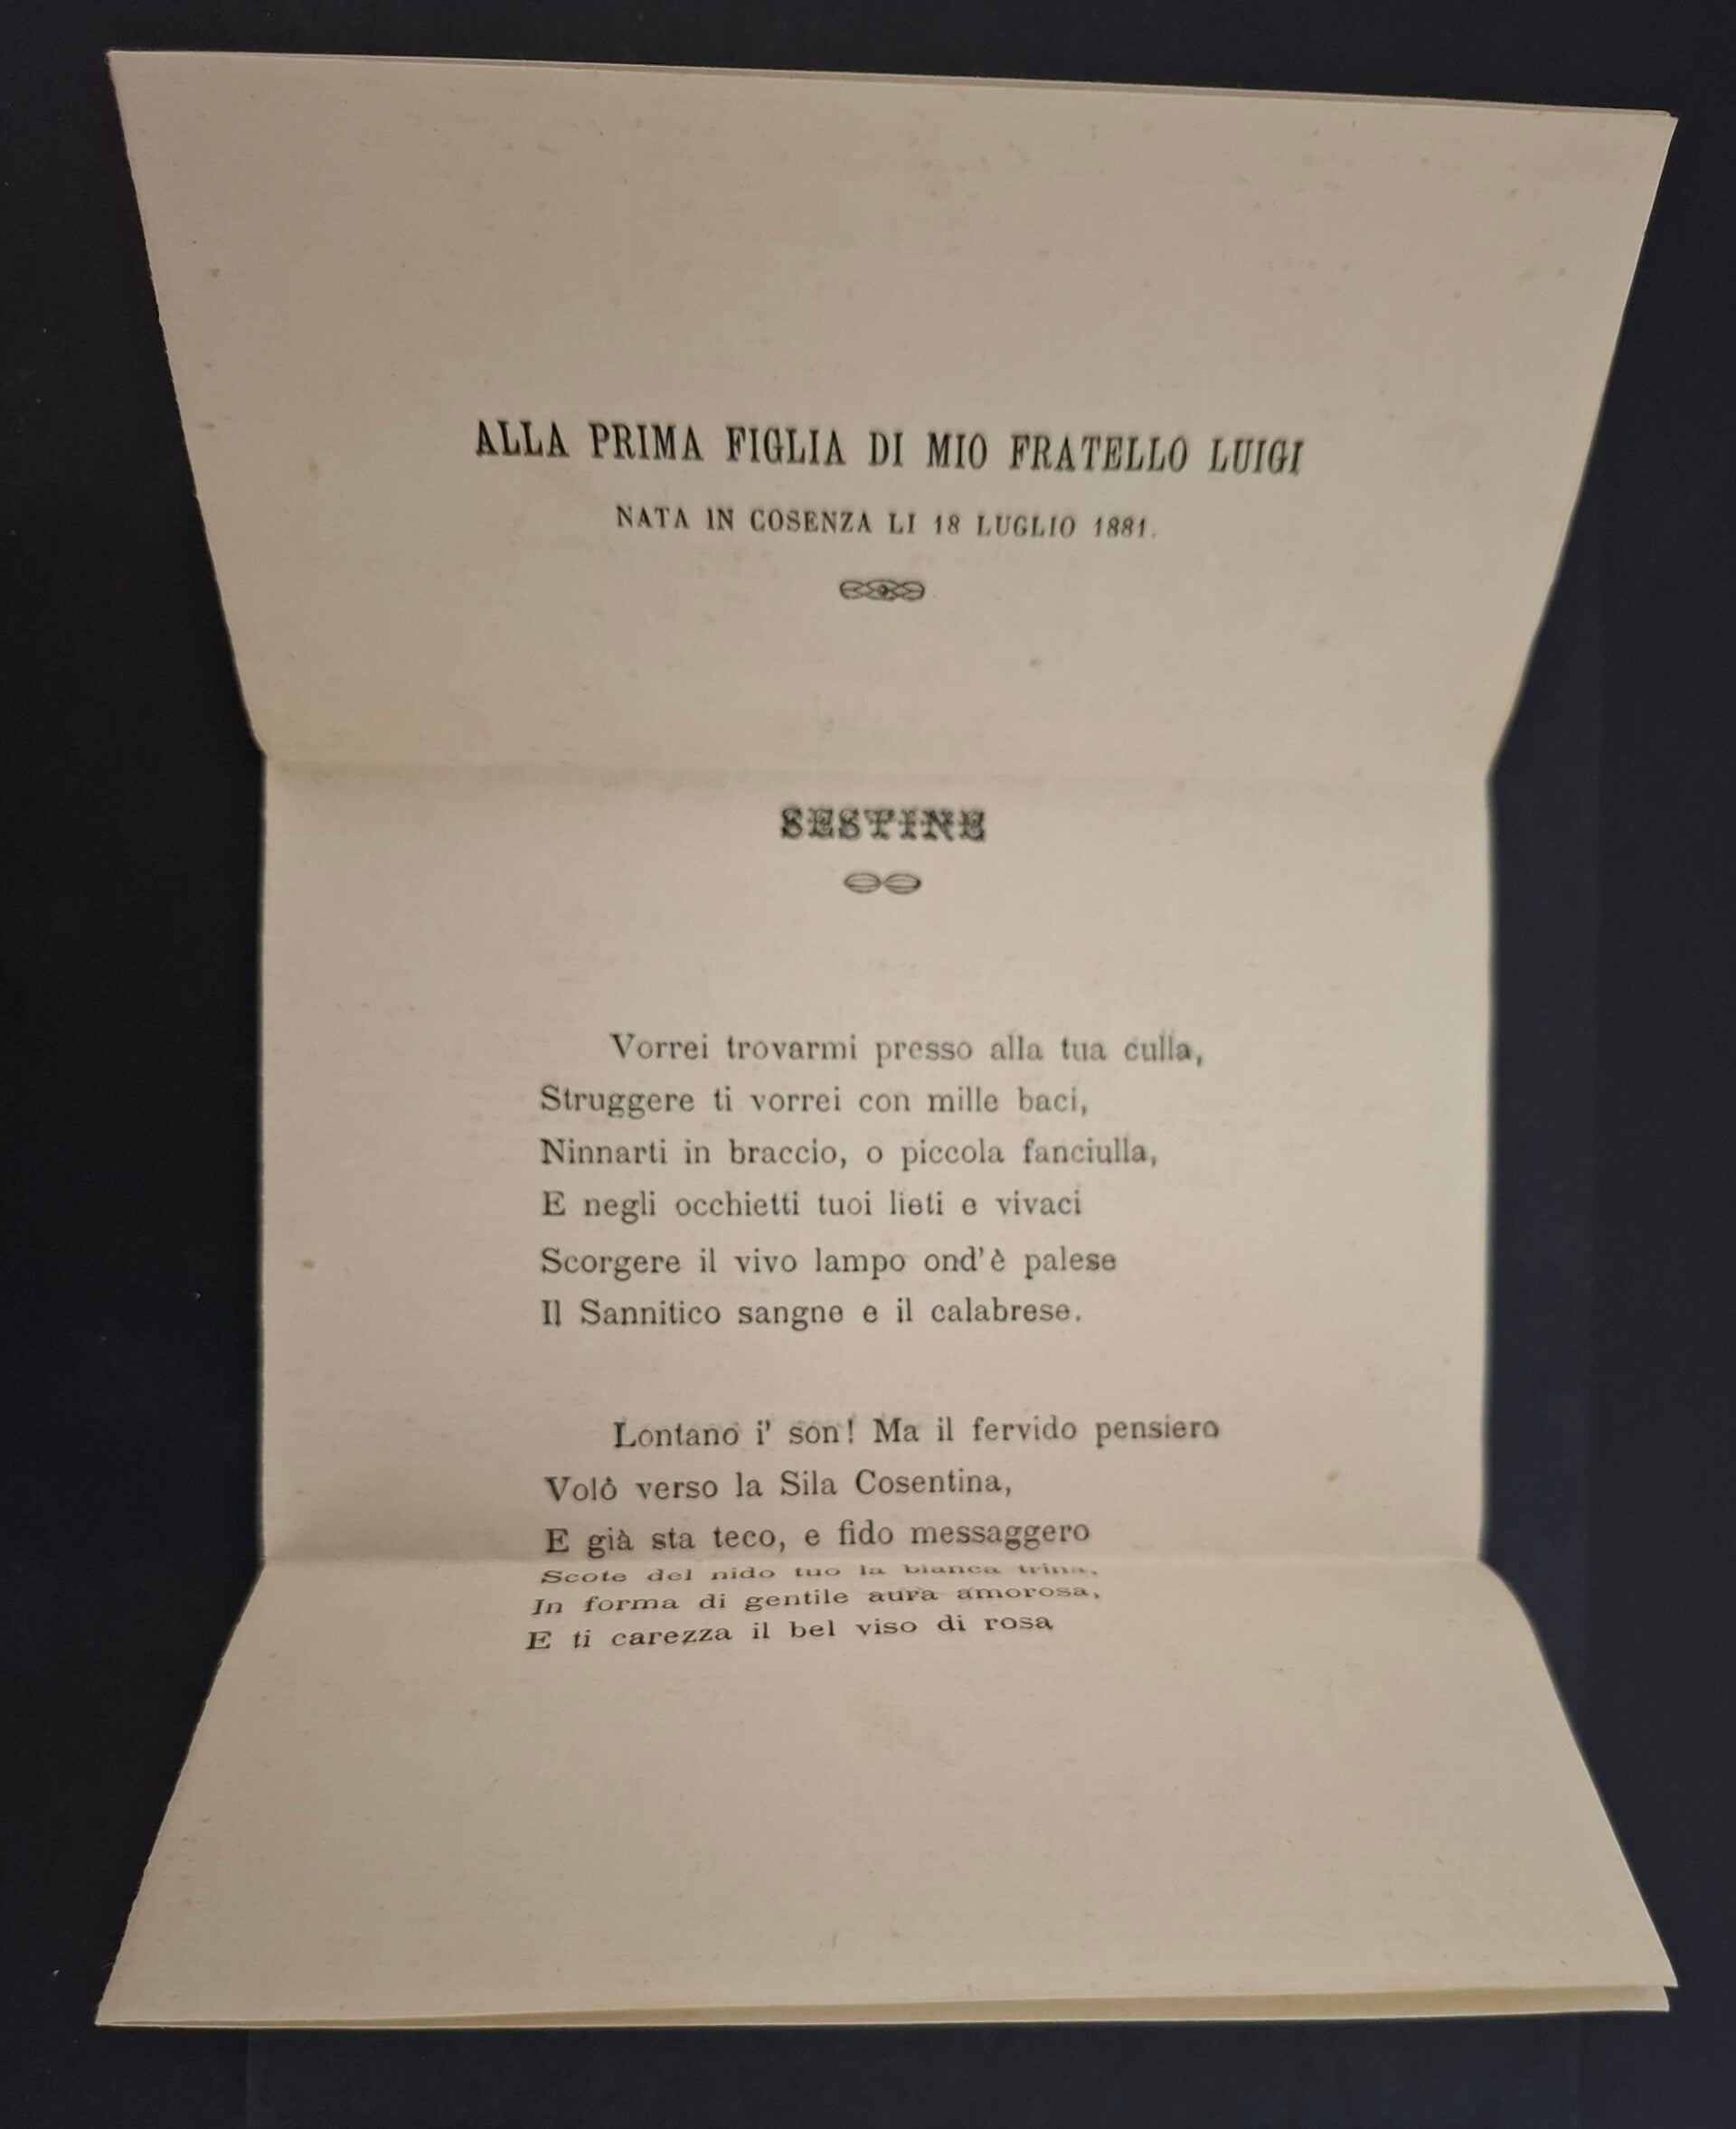 ALLA PRIMA FIGLIA DI MIO FRATELLO LUIGI
NATA IN COSENZA LI 18 LUGLIO 1881.
SESTINE
Vorrei trovarmi presso alla tua culla,
Struggere ti vorrei con mille baci,
Ninnarti in braccio, o piccola fanciulla,
E negli occhietti tuoi lieti e vivaci
Scorgere il vivo lampo ond'è palese
Il Sannitico sangne e il calabrese.
Lontano i' son! Ma il fervido pensiero
Volò verso la Sila Cosentina,
E già sta teco, e fido messaggero
Scote del nido tuo la bianca trina,
In forma di gentile aura amorosa,
E ti carezza il bel viso di rosa